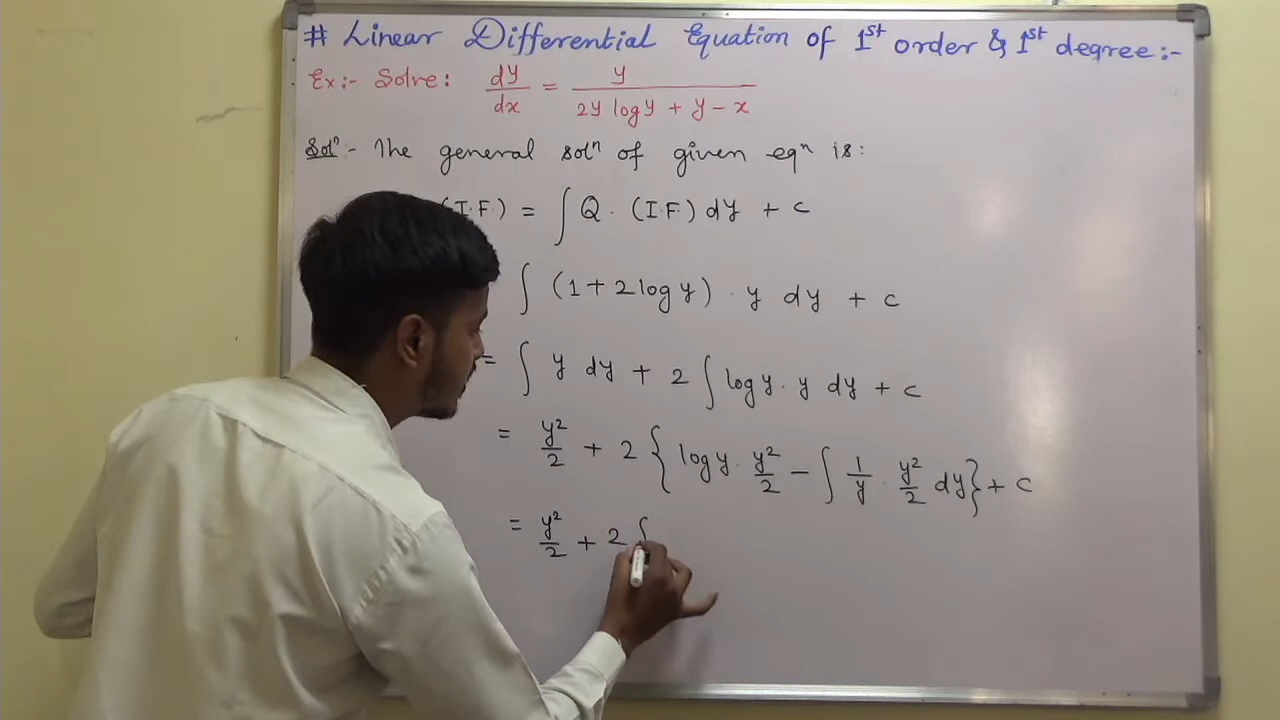 # Linear Differential Equation of 1st order & 1st degree:-
Ex:- Solve: dy/dx = y/(2y log y + y - x)
Solⁿ:- The general solⁿ of given eqⁿ is:
(I.F.) = ∫ Q · (I.F.) dy + c
∫ (1 + 2 log y) · y dy + c
= ∫ y dy + 2 ∫ log y · y dy + c
= y²/2 + 2 { log y · y²/2 - ∫ 1/y · y²/2 dy } + c
= y²/2 + 2